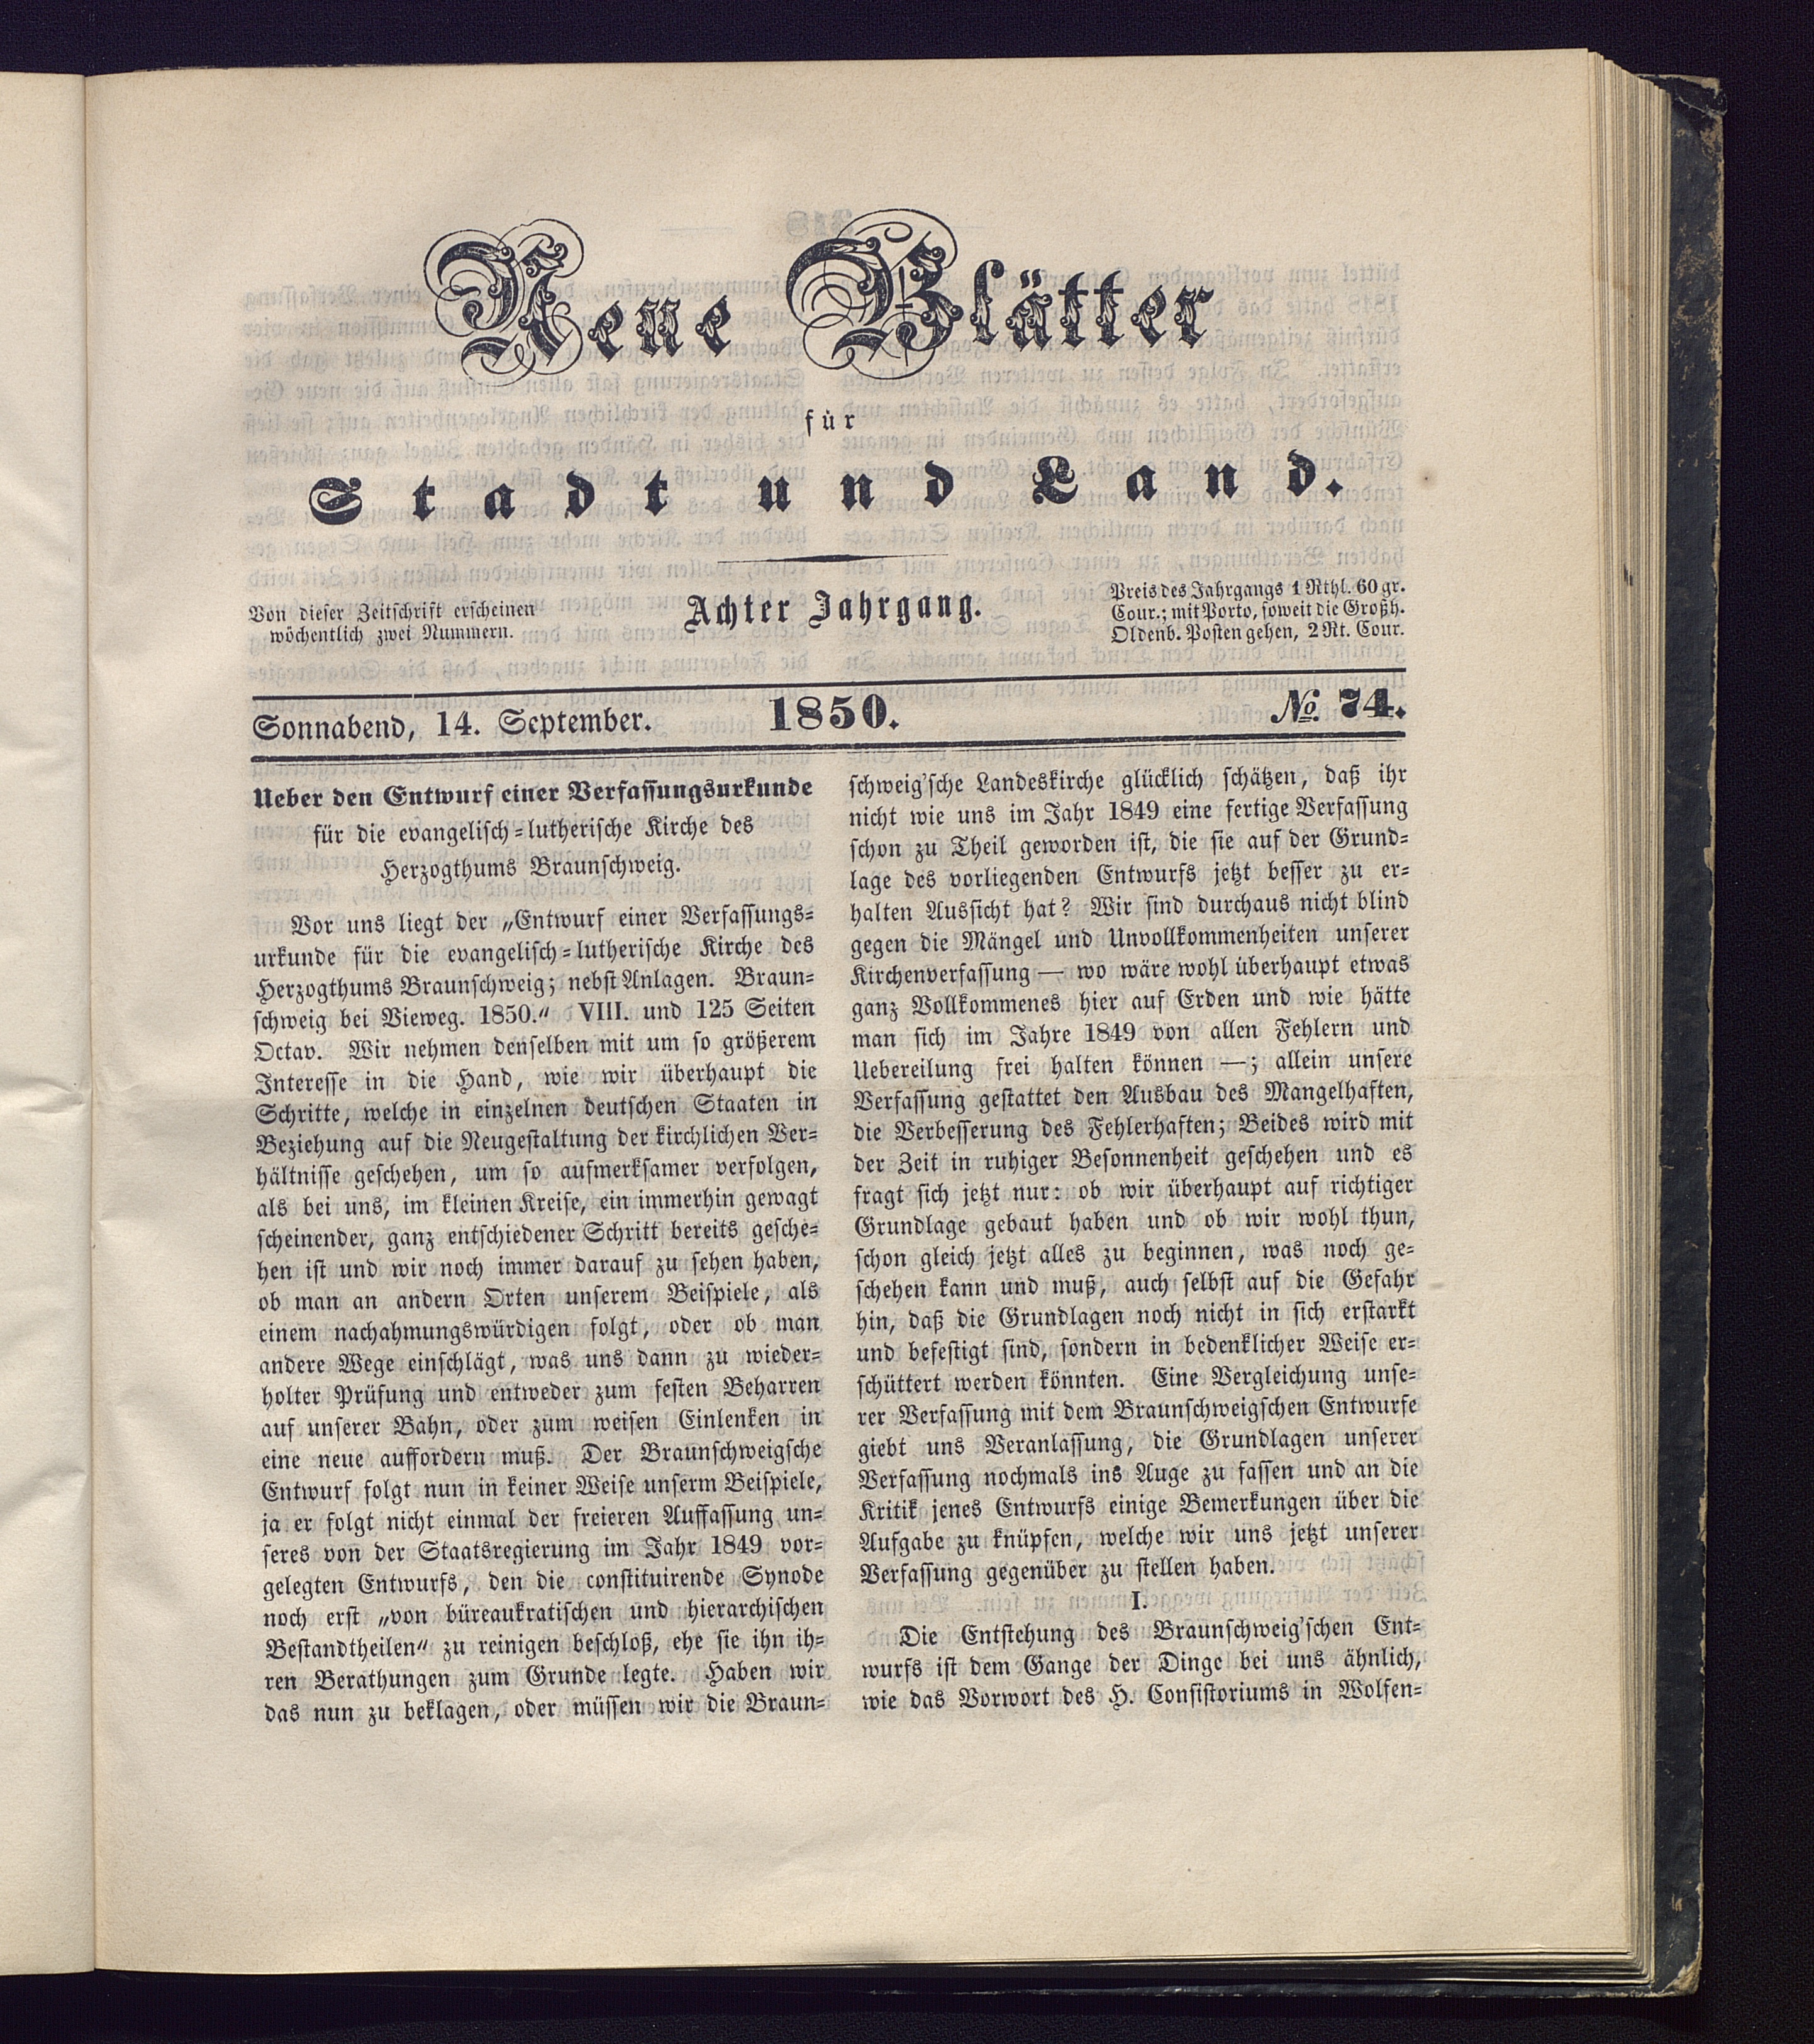 Neue Blätter
für
Stadt und Land.
Von dieser Zeitschrift erscheinen
wöchentlich zwei Nummern.
Achter Jahrgang.
Preis des Jahrgangs 1 Rthl. 60 gr.
Cour.; mit Porto, soweit die Großh.
Oldenb. Posten gehen, 2 Rt. Cour.
Sonnabend, 14. September. 1850. № 74.
Ueber den Entwurf einer Verfassungsurkunde
für die evangelisch-lutherische Kirche des
Herzogthums Braunschweig.
Vor uns liegt der „Entwurf einer Verfassungs-
urkunde für die evangelisch-lutherische Kirche des
Herzogthums Braunschweig; nebst Anlagen. Braun-
schweig bei Vieweg. 1850.“ VIII. und 125 Seiten
Octav. Wir nehmen denselben mit um so größerem
Interesse in die Hand, wie wir überhaupt die
Schritte, welche in einzelnen deutschen Staaten in
Beziehung auf die Neugestaltung der kirchlichen Ver-
hältnisse geschehen, um so aufmerksamer verfolgen,
als bei uns, im kleinen Kreise, ein immerhin gewagt
scheinender, ganz entschiedener Schritt bereits gesche-
hen ist und wir noch immer darauf zu sehen haben,
ob man an andern Orten unserem Beispiele, als
einem nachahmungswürdigen folgt, oder ob man
andere Wege einschlägt, was uns dann zu wieder-
holter Prüfung und entweder zum festen Beharren
auf unserer Bahn, oder zum weisen Einlenken in
eine neue auffordern muß. Der Braunschweigsche
Entwurf folgt nun in keiner Weise unserm Beispiele,
ja er folgt nicht einmal der freieren Auffassung un-
seres von der Staatsregierung im Jahr 1849 vor-
gelegten Entwurfs, den die constituirende Synode
noch erst „von büreaukratischen und hierarchischen
Bestandtheilen“ zu reinigen beschloß, ehe sie ihn ih-
ren Berathungen zum Grunde legte. Haben wir
das nun zu beklagen, oder müssen wir die Braun-
schweig'sche Landeskirche glücklich schätzen, daß ihr
nicht wie uns im Jahr 1849 eine fertige Verfassung
schon zu Theil geworden ist, die sie auf der Grund-
lage des vorliegenden Entwurfs jetzt besser zu er-
halten Aussicht hat? Wir sind durchaus nicht blind
gegen die Mängel und Unvollkommenheiten unserer
Kirchenverfassung — wo wäre wohl überhaupt etwas
ganz Vollkommenes hier auf Erden und wie hätte
man sich im Jahre 1849 von allen Fehlern und
Uebereilung frei halten können —; allein unsere
Verfassung gestattet den Ausbau des Mangelhaften,
die Verbesserung des Fehlerhaften; Beides wird mit
der Zeit in ruhiger Besonnenheit geschehen und es
fragt sich jetzt nur: ob wir überhaupt auf richtiger
Grundlage gebaut haben und ob wir wohl thun,
schon gleich jetzt alles zu beginnen, was noch ge-
schehen kann und muß, auch selbst auf die Gefahr
hin, daß die Grundlagen noch nicht in sich erstarkt
und befestigt sind, sondern in bedenklicher Weise er-
schüttert werden könnten. Eine Vergleichung unse-
rer Verfassung mit dem Braunschweigschen Entwurfe
giebt uns Veranlassung, die Grundlagen unserer
Verfassung nochmals ins Auge zu fassen und an die
Kritik jenes Entwurfs einige Bemerkungen über die
Aufgabe zu knüpfen, welche wir uns jetzt unserer
Verfassung gegenüber zu stellen haben.
I.
Die Entstehung des Braunschweig'schen Ent-
wurfs ist dem Gange der Dinge bei uns ähnlich,
wie das Vorwort des H. Consistoriums in Wolfen-